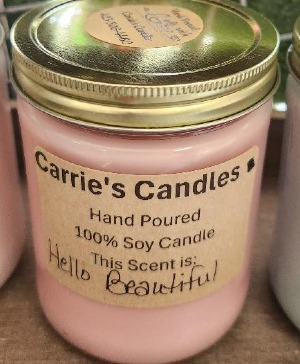 Carrie's Candles
Hand Poured
100% Soy Candle
This Scent is:
Hello Beautiful